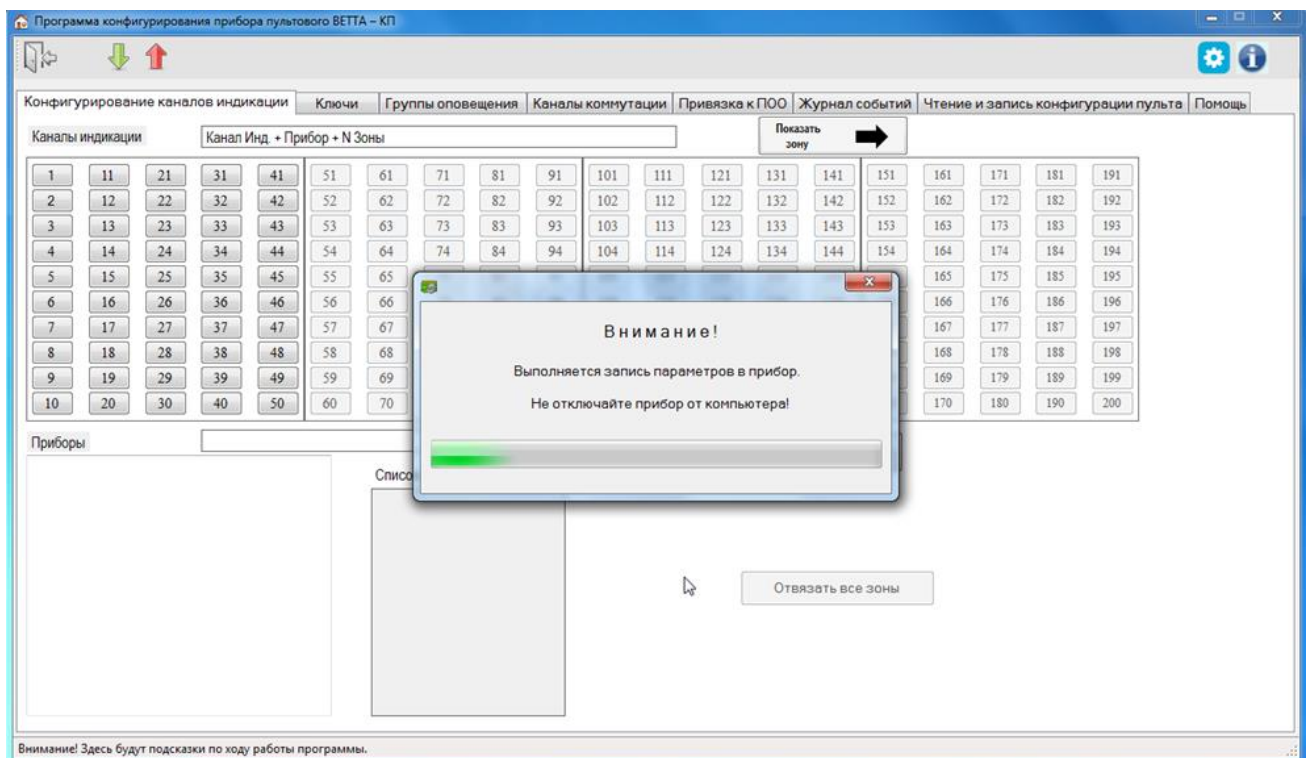 Программа конфигурирования прибора пультового ВЕТТА – КП
Конфигурирование каналов индикации Ключи Группы оповещения Каналы коммутации Привязка к ПОО Журнал событий Чтение и запись конфигурации пульта Помощь
Каналы индикации Канал Инд. + Прибор + N Зоны Показать
зону
1 11 21 31 41 51 61 71 81 91 101 111 121 131 141 151 161 171 181 191
2 12 22 32 42 52 62 72 82 92 102 112 122 132 142 152 162 172 182 192
3 13 23 33 43 53 63 73 83 93 103 113 123 133 143 153 163 173 183 193
4 14 24 34 44 54 64 74 84 94 104 114 124 134 144 154 164 174 184 194
5 15 25 35 45 55 65 165 175 185 195
6 16 26 36 46 56 66 166 176 186 196
7 17 27 37 47 57 67 167 177 187 197
8 18 28 38 48 58 68 168 178 188 198
9 19 29 39 49 59 69 169 179 189 199
10 20 30 40 50 60 70 170 180 190 200
Внимание!
Выполняется запись параметров в прибор.
Не отключайте прибор от компьютера!
Приборы
Списо
Отвязать все зоны
Внимание! Здесь будут подсказки по ходу работы программы.